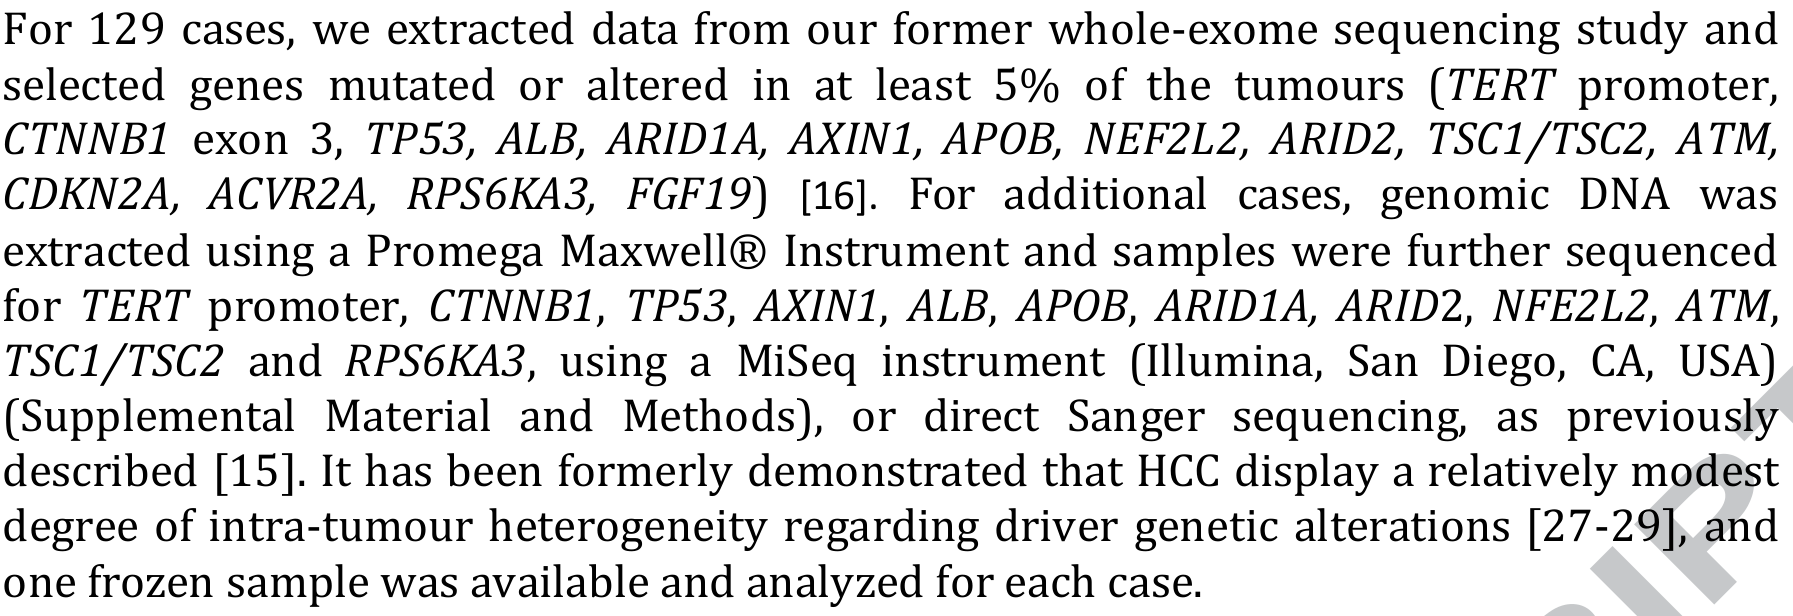 For 129 cases, we extracted data from our former whole-exome sequencing study and
selected genes mutated or altered in at least 5% of the tumours (TERT promoter,
CTNNB1 exon 3, TP53, ALB, ARID1A, AXIN1, APOB, NEF2L2, ARID2, TSC1/TSC2, ATM,
CDKN2A, ACVR2A, RPS6KA3, FGF19) [16]. For additional cases, genomic DNA was
extracted using a Promega Maxwell® Instrument and samples were further sequenced
for TERT promoter, CTNNB1, TP53, AXIN1, ALB, APOB, ARID1A, ARID2, NFE2L2, ATM,
TSC1/TSC2 and RPS6KA3, using a MiSeq instrument (Illumina, San Diego, CA, USA)
(Supplemental Material and Methods), or direct Sanger sequencing, as previously
described [15]. It has been formerly demonstrated that HCC display a relatively modest
degree of intra-tumour heterogeneity regarding driver genetic alterations [27-29], and
one frozen sample was available and analyzed for each case.